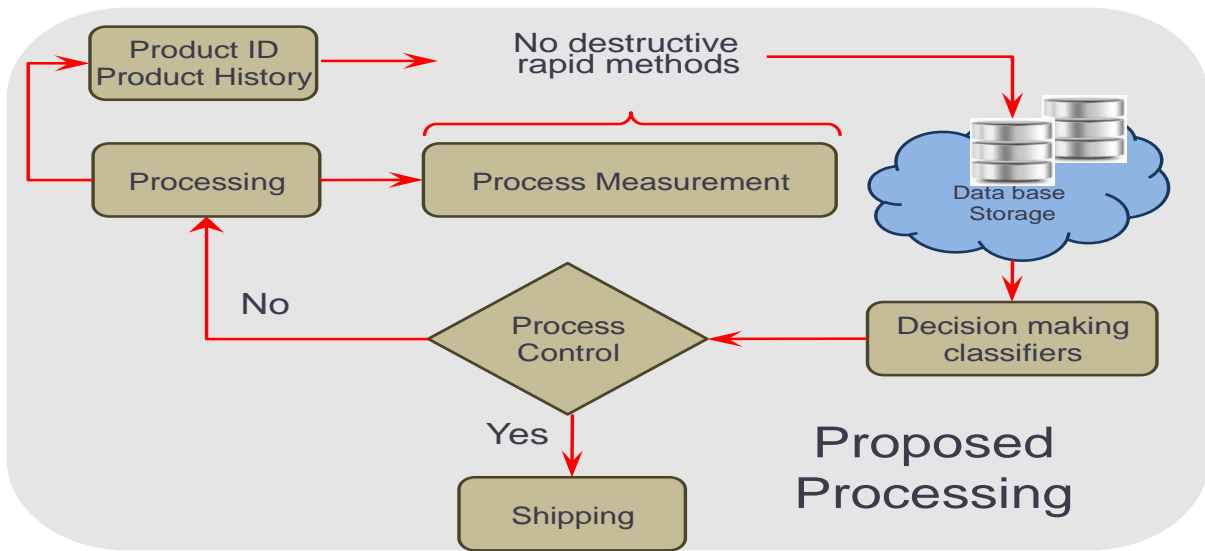 Product ID
Product History
No destructive
rapid methods
Processing
Process Measurement
Data base
Storage
No
Process
Control
Decision making
classifiers
Yes
Proposed
Processing
Shipping